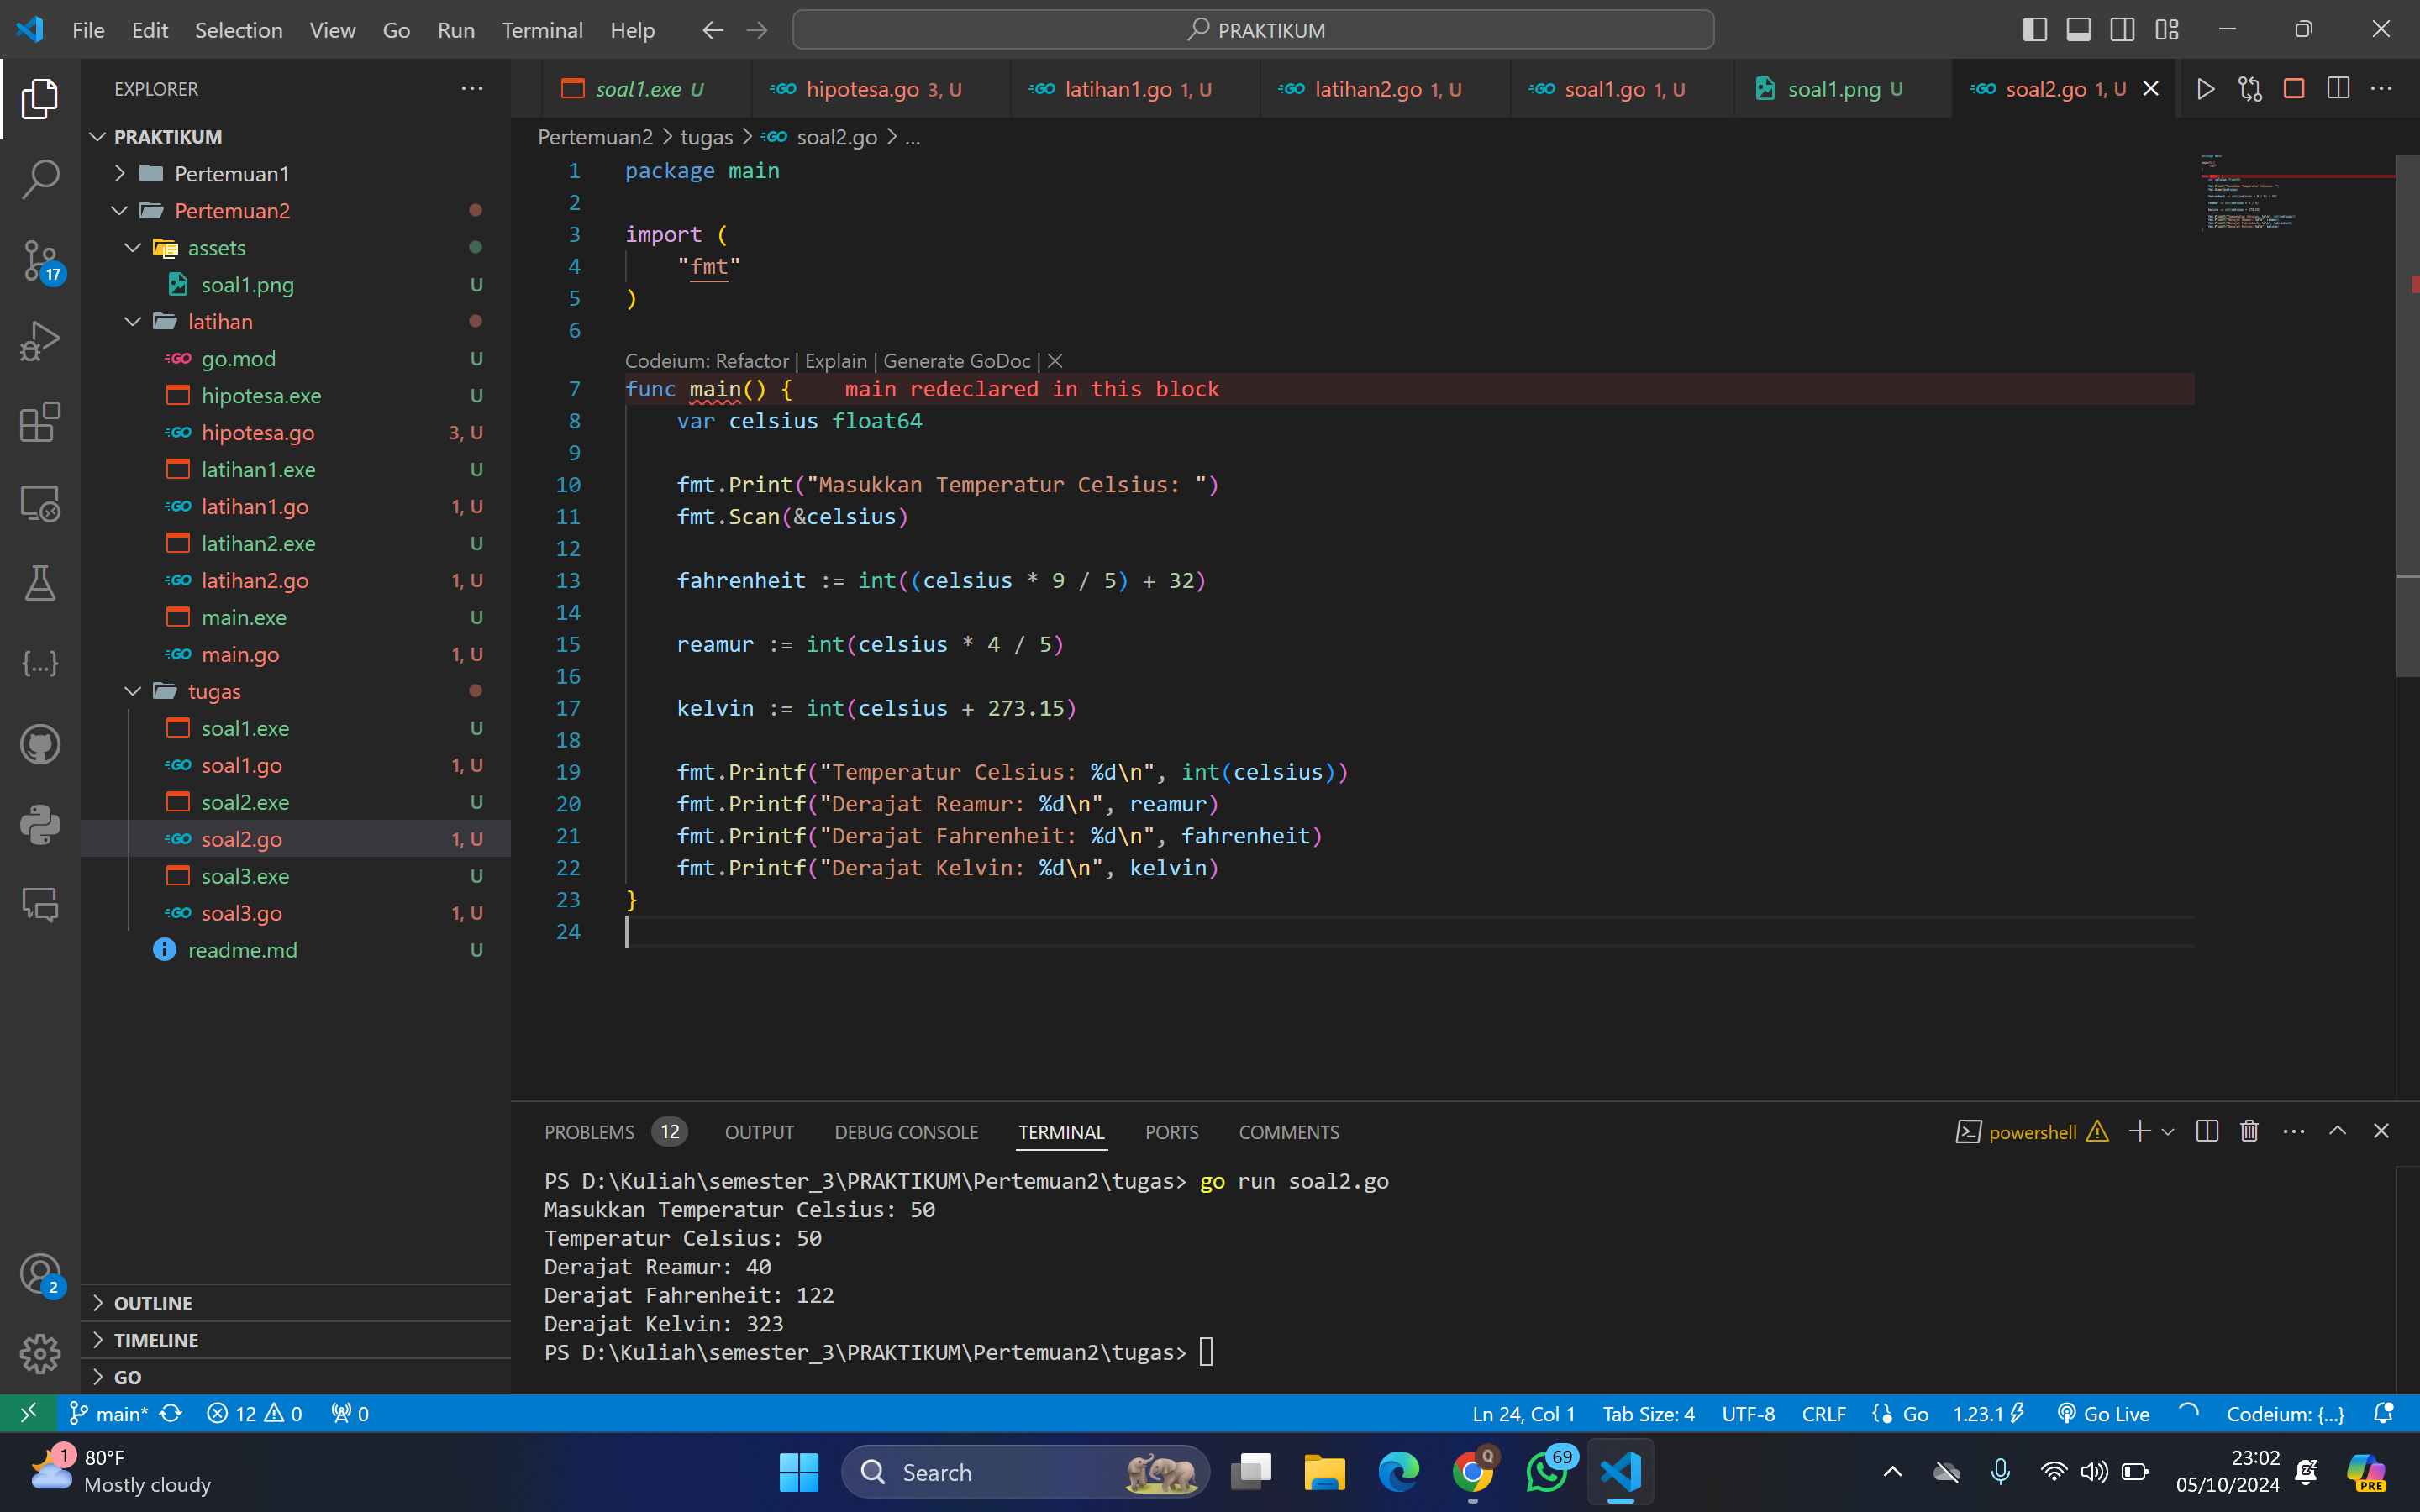 File Edit Selection View Go Run Terminal Help PRAKTIKUM
EXPLORER
PRAKTIKUM
Pertemuan1
Pertemuan2
assets
soal1.png U
latihan
go.mod U
hipotesa.exe U
hipotesa.go 3, U
latihan1.exe U
latihan1.go 1, U
latihan2.exe U
latihan2.go 1, U
main.exe U
main.go 1, U
tugas
soal1.exe U
soal1.go 1, U
soal2.exe U
soal2.go 1, U
soal3.exe U
soal3.go 1, U
readme.md U
OUTLINE
TIMELINE
GO
17
2
soal1.exe U hipotesa.go 3, U latihan1.go 1, U latihan2.go 1, U soal1.go 1, U soal1.png U soal2.go 1, U
Pertemuan2 > tugas > soal2.go > ...
1 package main
2
3 import (
4 "fmt"
5 )
6
Codeium: Refactor | Explain | Generate GoDoc | X
7 func main() { main redeclared in this block
8 var celsius float64
9
10 fmt.Print("Masukkan Temperatur Celsius: ")
11 fmt.Scan(&celsius)
12
13 fahrenheit := int((celsius * 9 / 5) + 32)
14
15 reamur := int(celsius * 4 / 5)
16
17 kelvin := int(celsius + 273.15)
18
19 fmt.Printf("Temperatur Celsius: %d\n", int(celsius))
20 fmt.Printf("Derajat Reamur: %d\n", reamur)
21 fmt.Printf("Derajat Fahrenheit: %d\n", fahrenheit)
22 fmt.Printf("Derajat Kelvin: %d\n", kelvin)
23 }
24
PROBLEMS 12 OUTPUT DEBUG CONSOLE TERMINAL PORTS COMMENTS powershell
PS D:\Kuliah\semester_3\PRAKTIKUM\Pertemuan2\tugas> go run soal2.go
Masukkan Temperatur Celsius: 50
Temperatur Celsius: 50
Derajat Reamur: 40
Derajat Fahrenheit: 122
Derajat Kelvin: 323
PS D:\Kuliah\semester_3\PRAKTIKUM\Pertemuan2\tugas>
main* 12 0 0 Ln 24, Col 1 Tab Size: 4 UTF-8 CRLF Go 1.23.1 Go Live Codeium: {...}
1 80°F
Mostly cloudy
Search
Q
69
23:02
05/10/2024
PRE